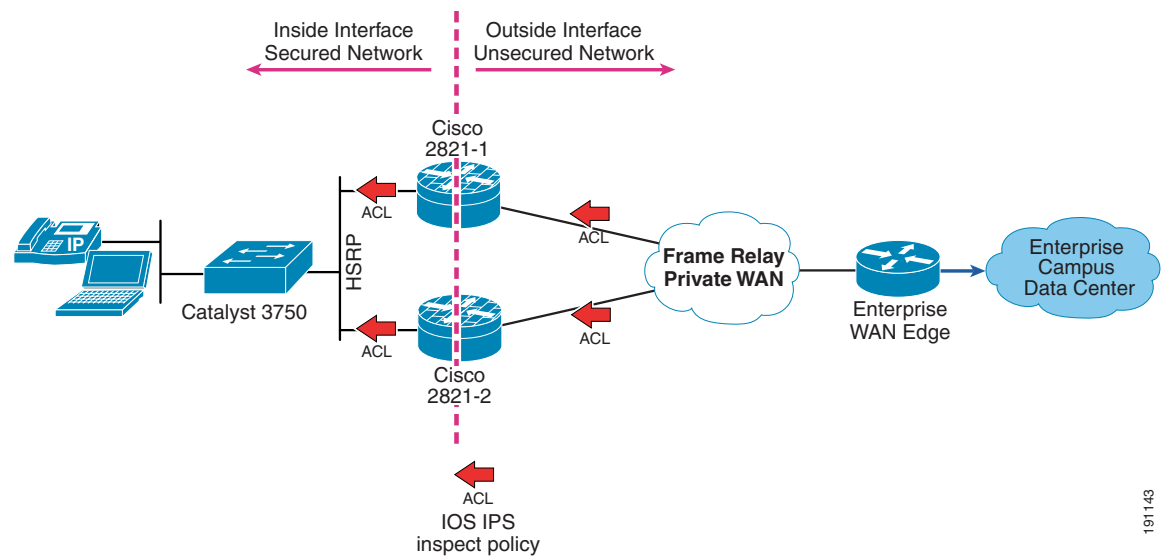 Inside Interface
Secured Network
Outside Interface
Unsecured Network
Cisco
2821-1
ACL
ACL
IP
Catalyst 3750
HSRP
Frame Relay
Private WAN
Enterprise
WAN Edge
Enterprise
Campus
Data Center
ACL
ACL
Cisco
2821-2
ACL
IOS IPS
inspect policy
191143